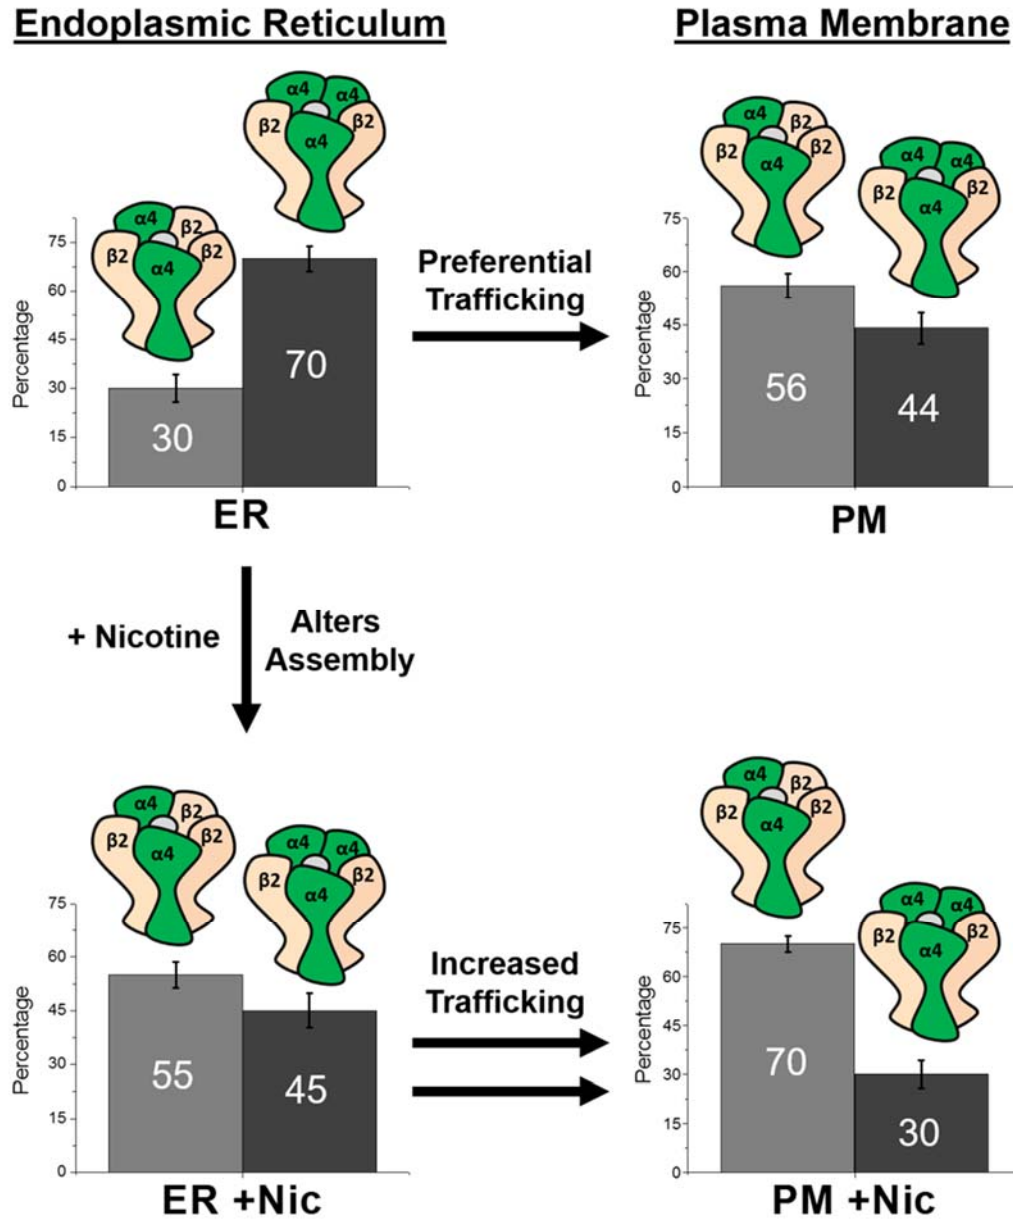 Endoplasmic Reticulum
Plasma Membrane
α4
α4
β2
β2
α4
α4
β2
β2
β2
α4
α4
β2
β2
β2
α4
α4
α4
β2
β2
α4
Percentage
75
60
45
30
15
0
30
70
ER
Preferential
Trafficking
Percentage
75
60
45
30
15
0
56
44
PM
+ Nicotine
Alters
Assembly
α4
β2
β2
β2
α4
α4
α4
β2
β2
α4
Percentage
75
60
45
30
15
0
55
45
ER +Nic
Increased
Trafficking
α4
β2
β2
β2
α4
α4
α4
β2
β2
α4
Percentage
75
60
45
30
15
0
70
30
PM +Nic